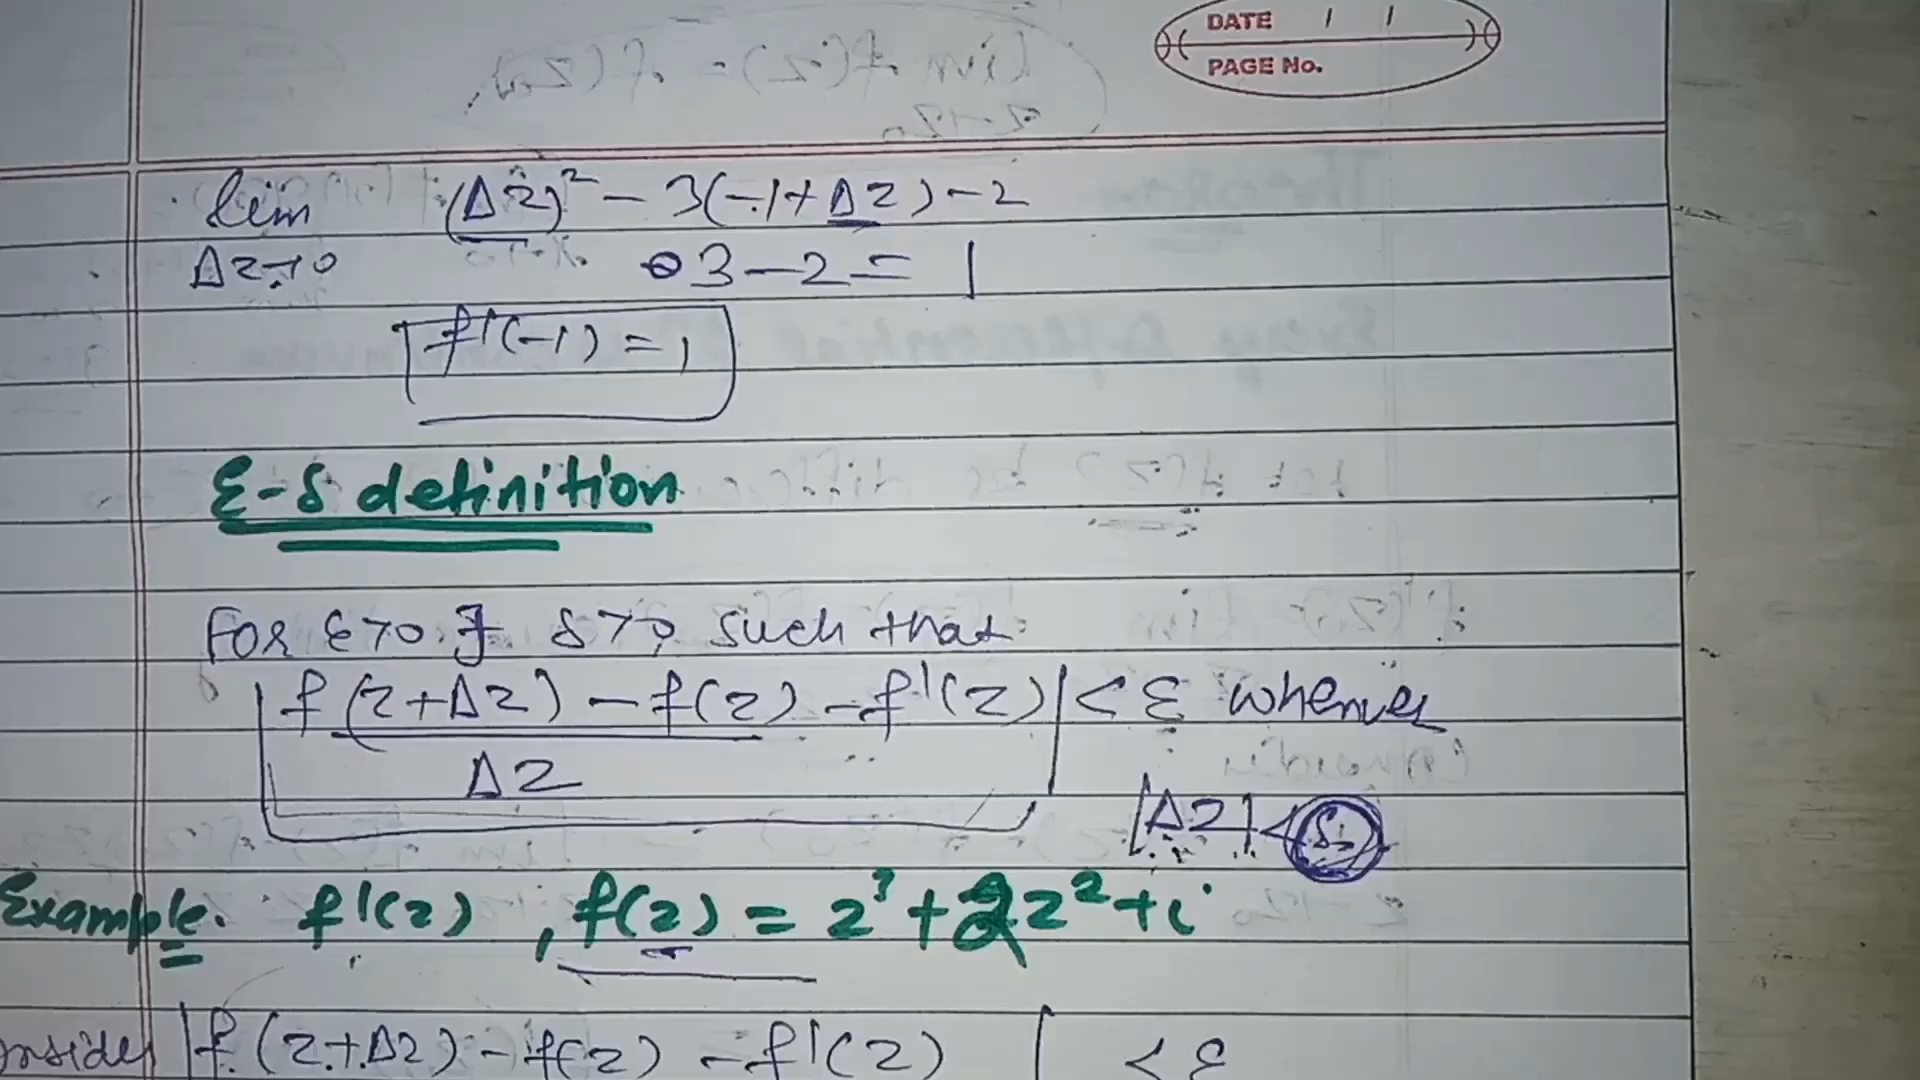 DATE / /
PAGE No.
lim (Δz)² – 3(-1+Δz) – 2
Δz→0 3 – 2 = 1
f'(-1) = 1
ε-δ definition
For ε>0 ∃ δ>0 such that
|f(z+Δz) – f(z) – f'(z)| < ε whenever
Δz
|Δz| < δ
Example. f'(z), f(z) = z³ + 2z² + i
onsider |f(z+Δz) – f(z) – f'(z) | < ε